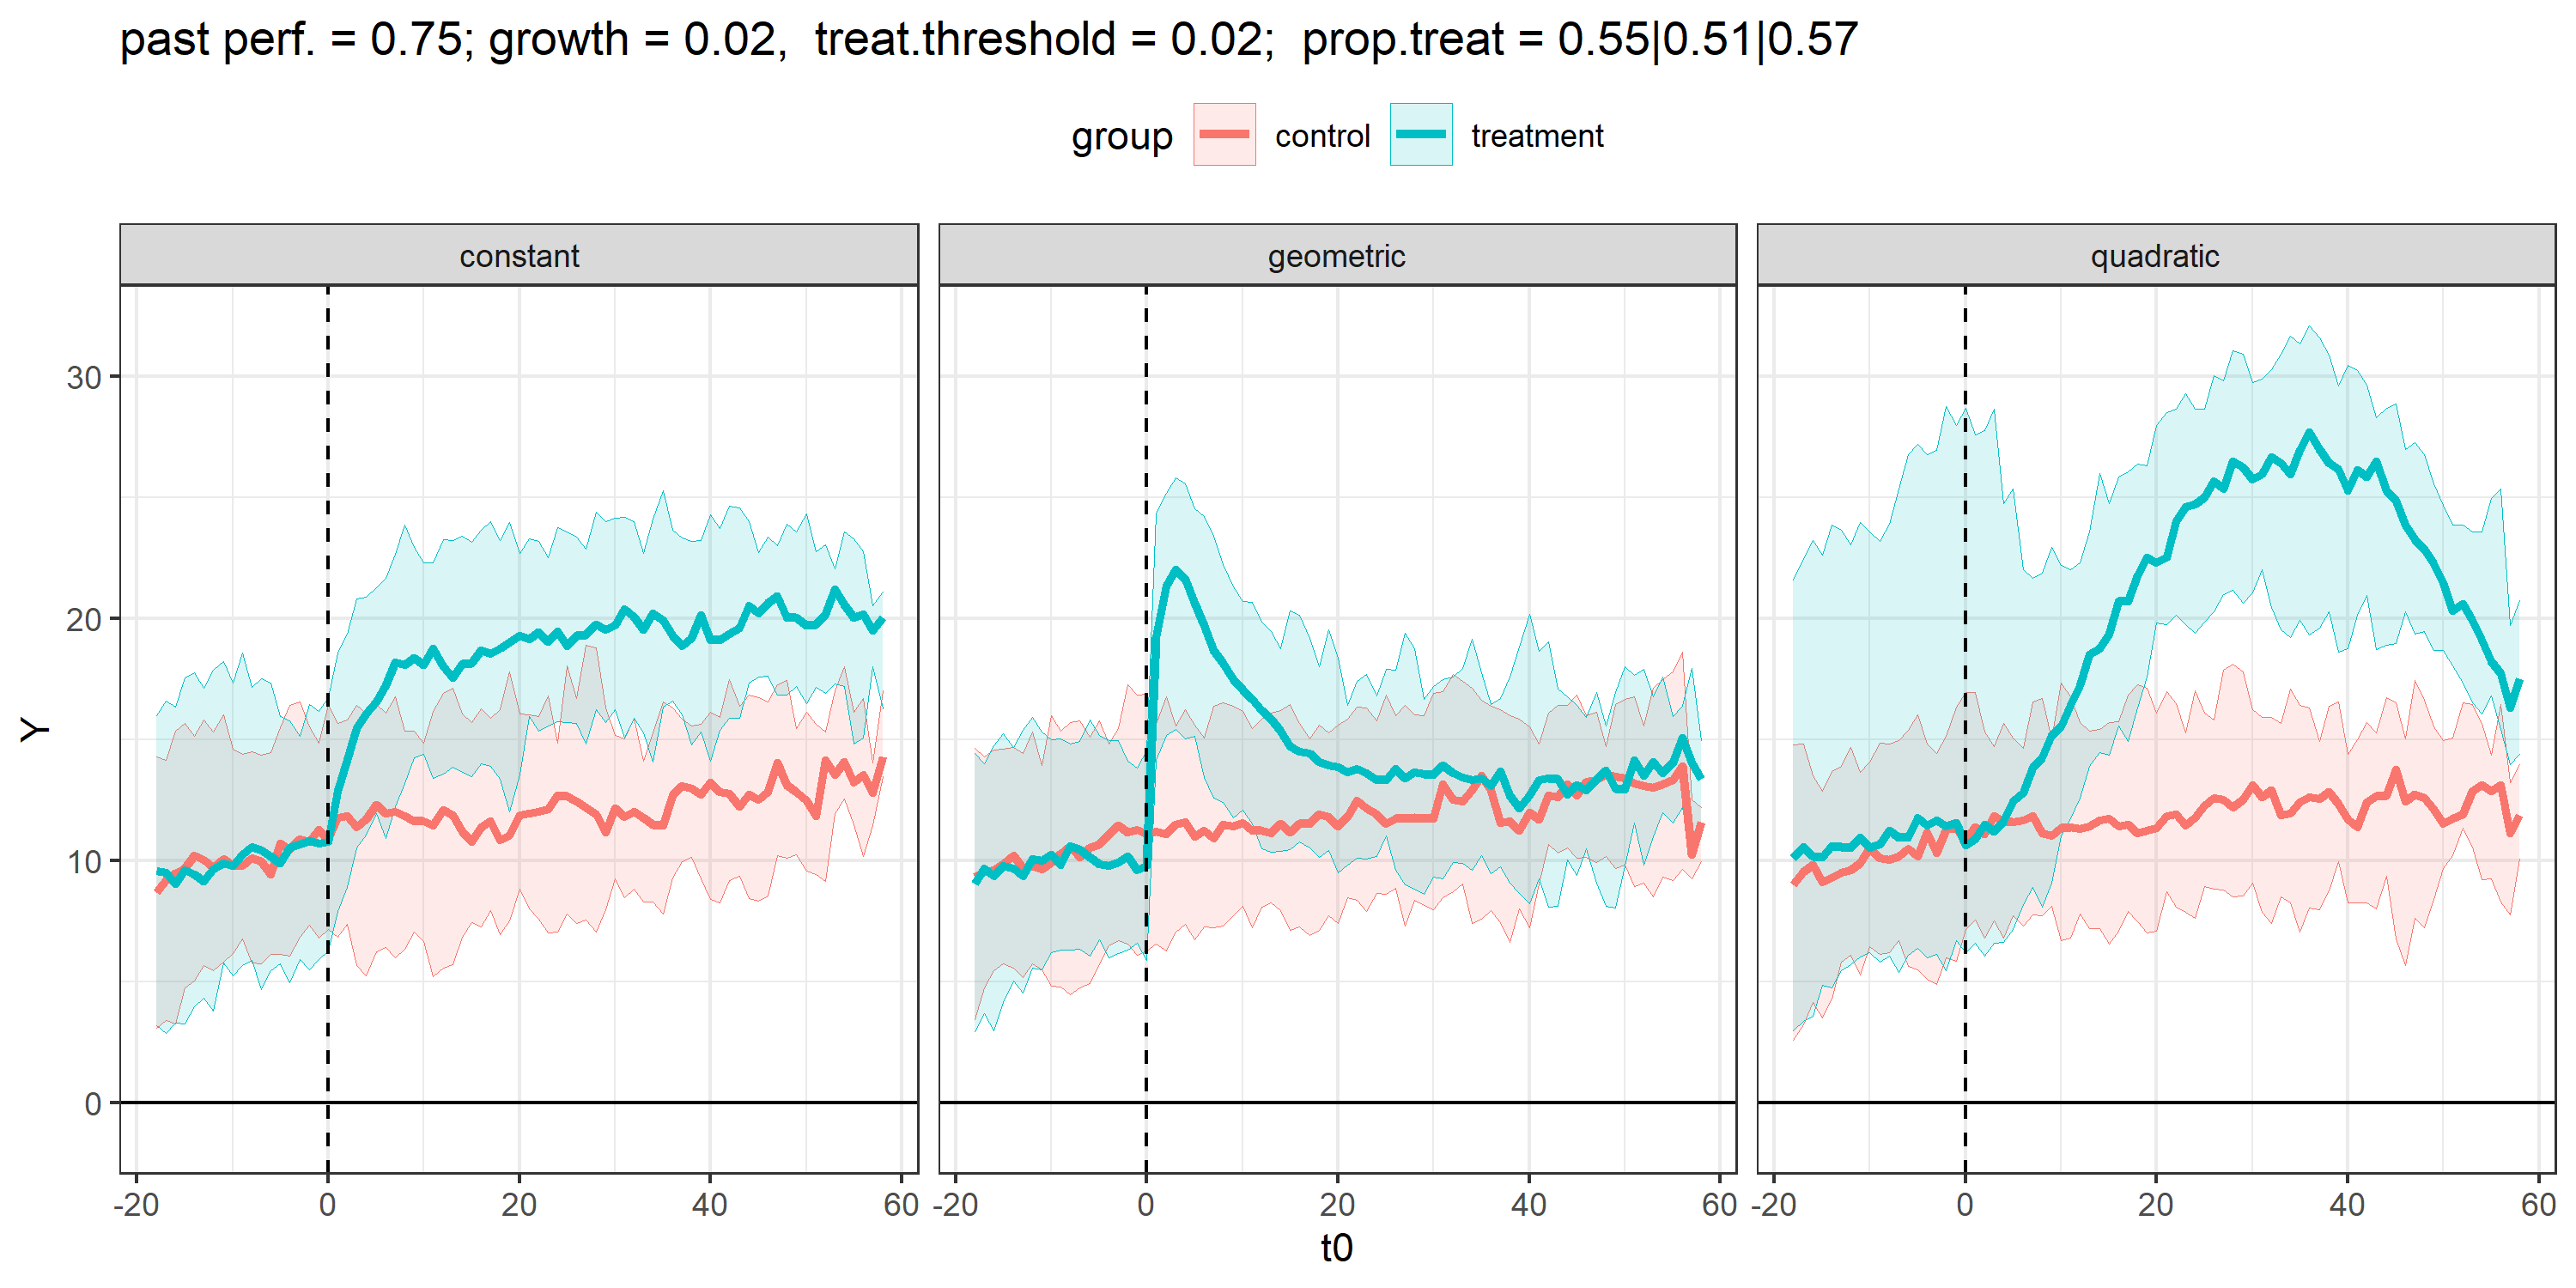 past perf. = 0.75; growth = 0.02,  treat.threshold = 0.02;  prop.treat = 0.55|0.51|0.57
group control treatment
constant geometric quadratic
30
20
10
0
Y
-20 0 20 40 60 -20 0 20 40 60 -20 0 20 40 60
t0